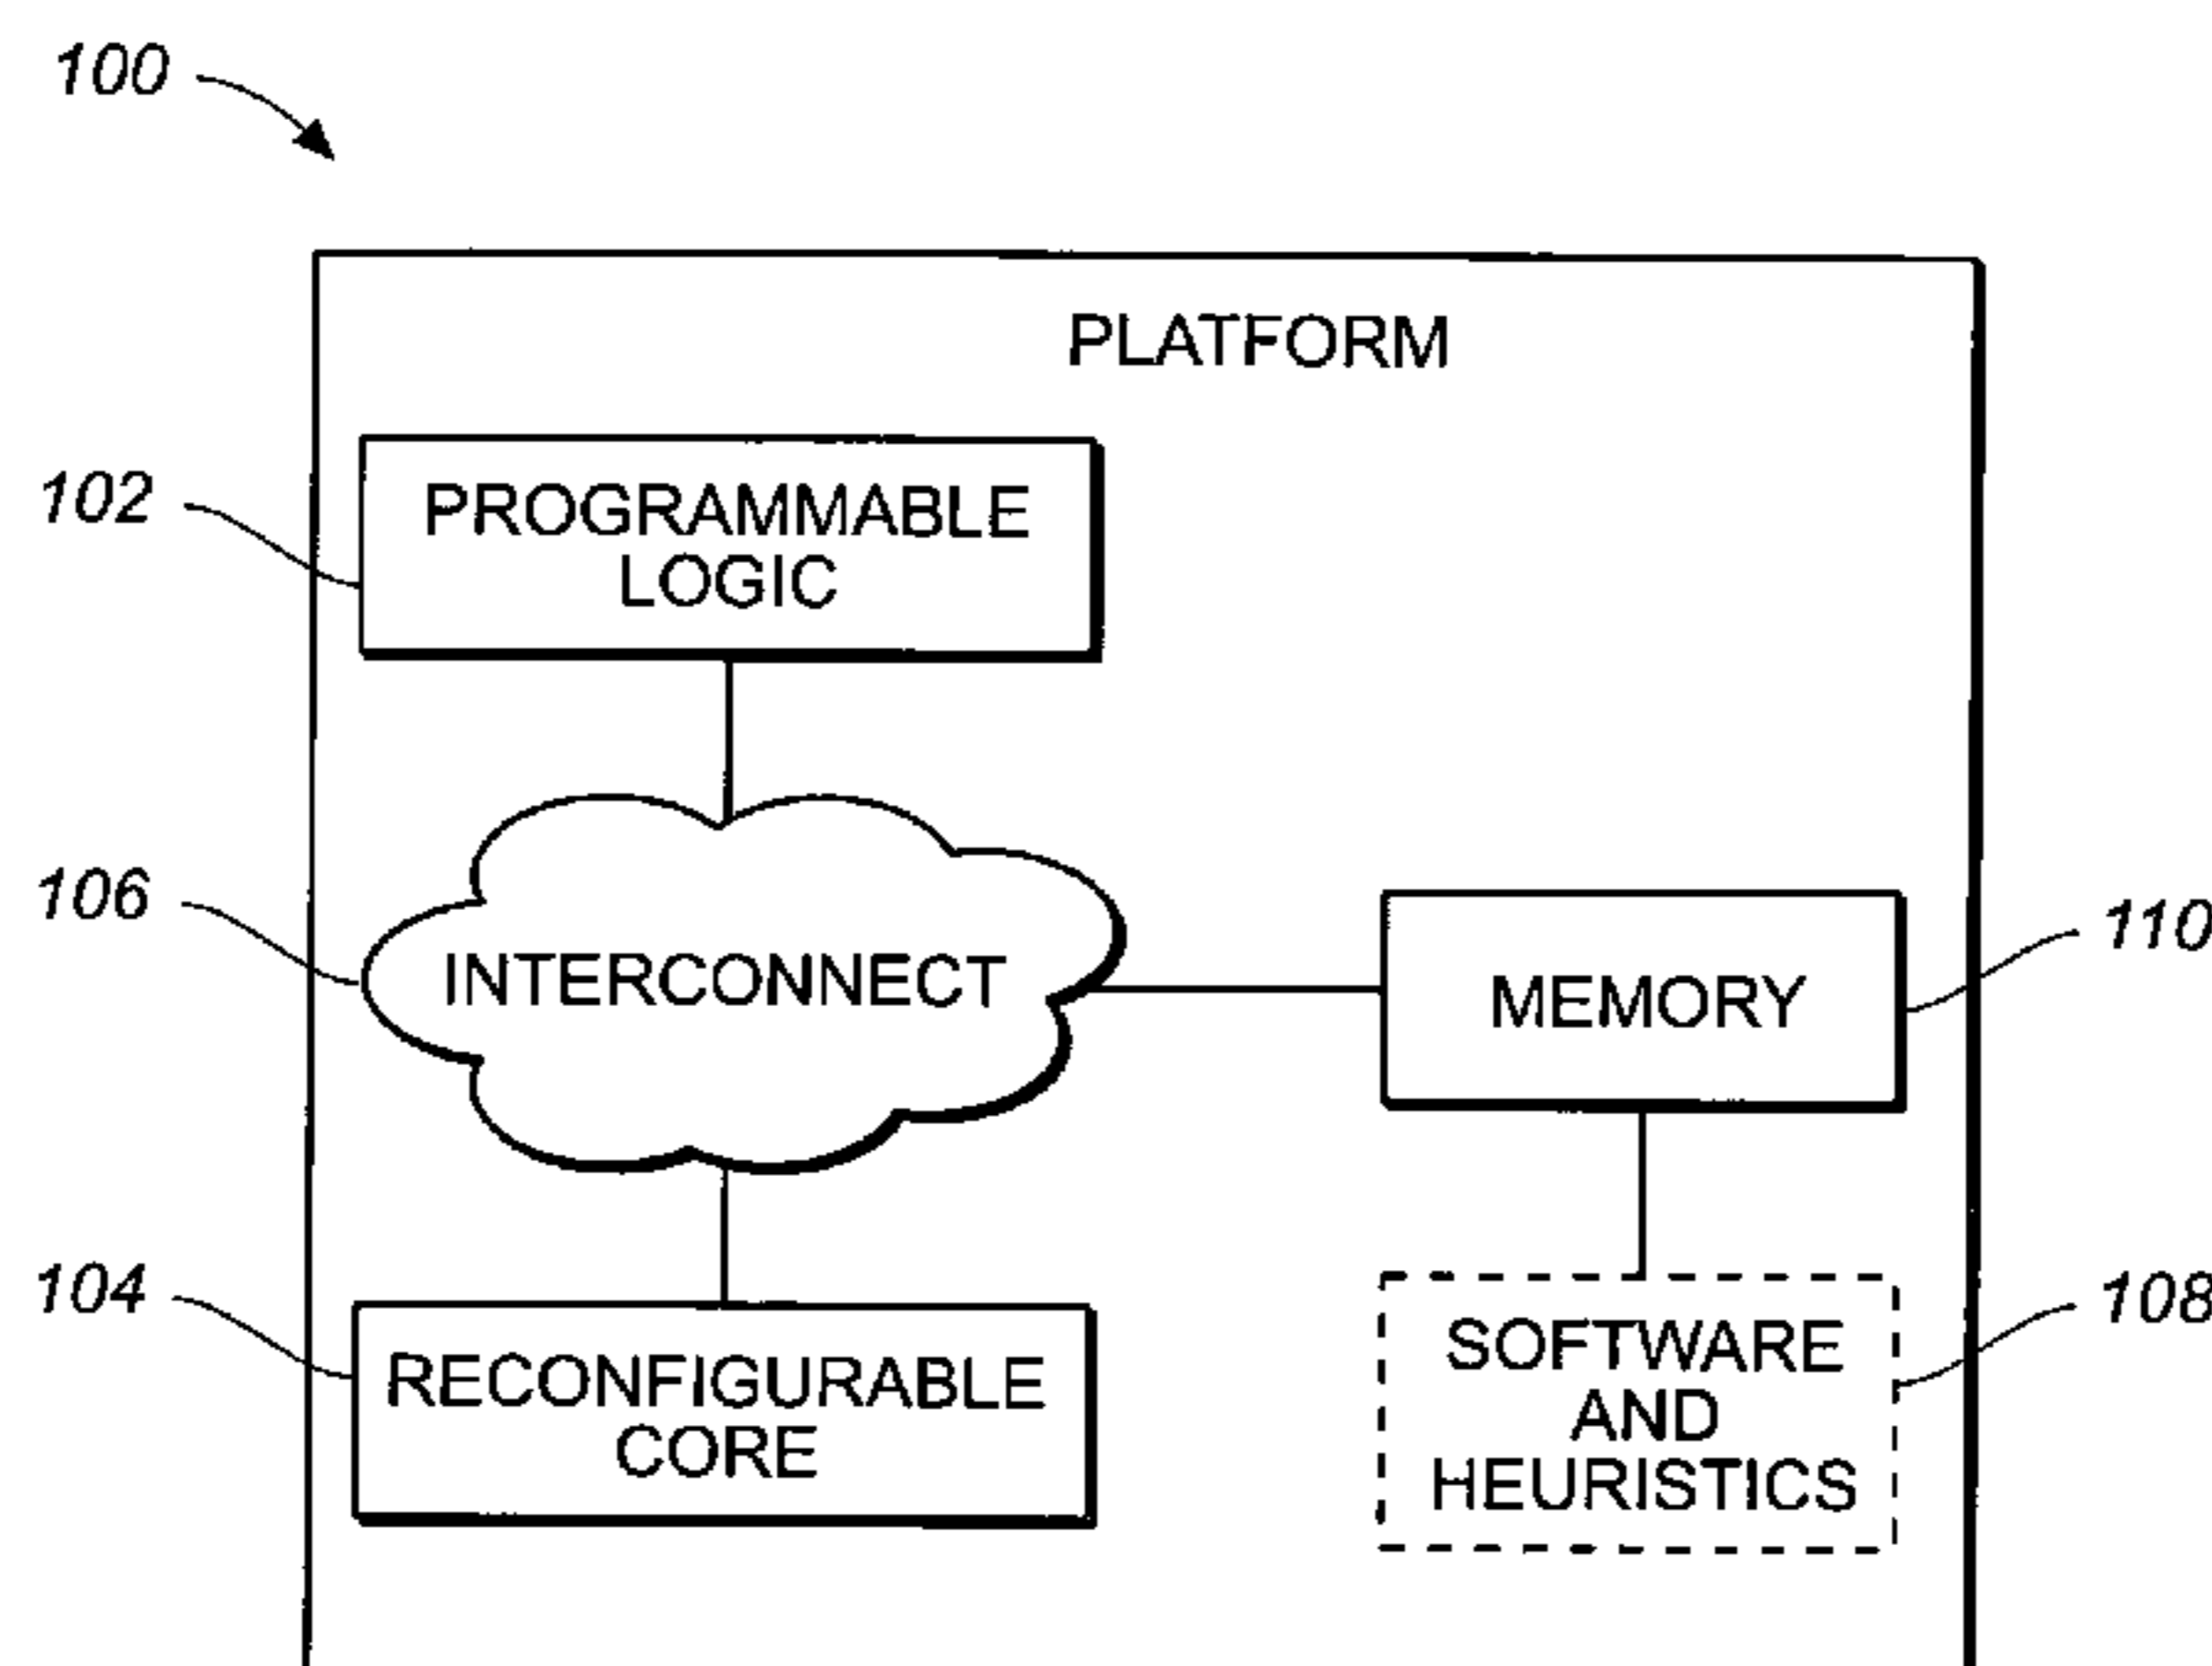 100
PLATFORM
102
PROGRAMMABLE
LOGIC
106
INTERCONNECT
MEMORY
110
104
RECONFIGURABLE
CORE
SOFTWARE
AND
HEURISTICS
108